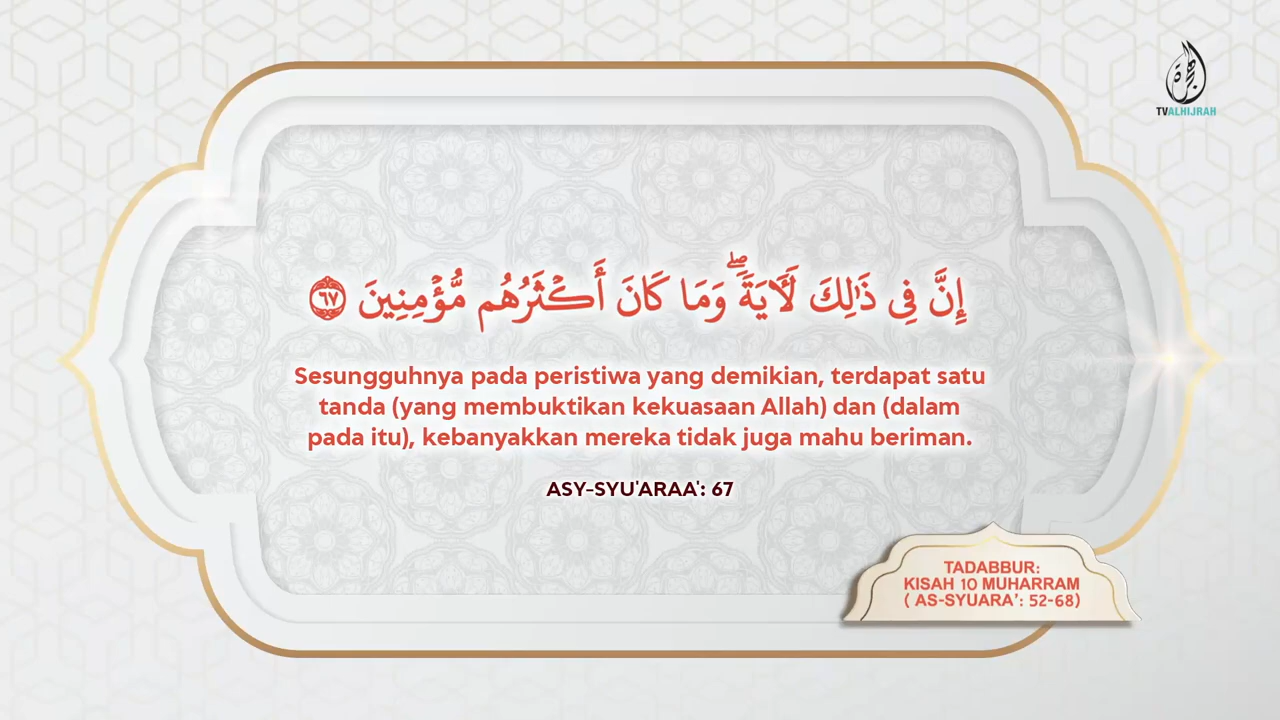 هجرة
TVALHIJRAH
إِنَّ فِى ذَٰلِكَ لَـَٔايَةًۖ وَمَا كَانَ أَكْثَرُهُم مُّؤْمِنِينَ ٦٧
Sesungguhnya pada peristiwa yang demikian, terdapat satu
tanda (yang membuktikan kekuasaan Allah) dan (dalam
pada itu), kebanyakkan mereka tidak juga mahu beriman.
ASY-SYU'ARAA': 67
TADABBUR:
KISAH 10 MUHARRAM
( AS-SYUARA’: 52-68)